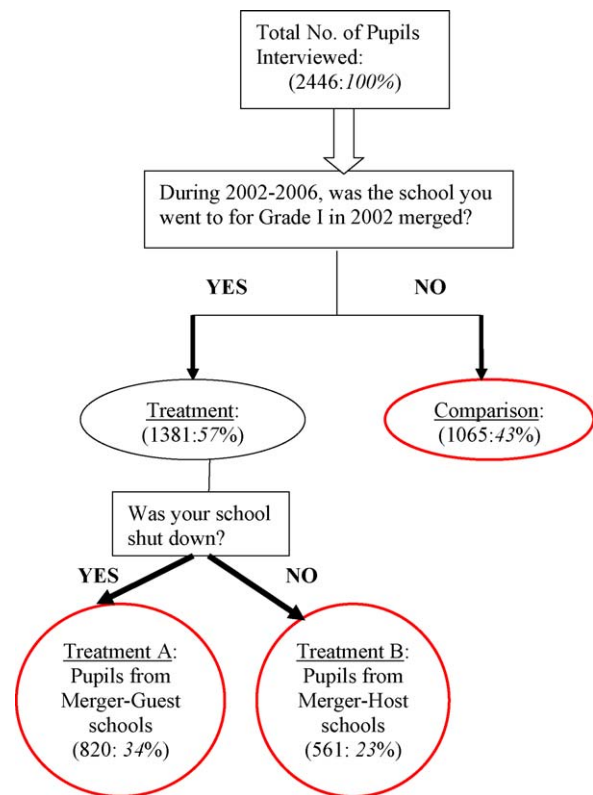 Total No. of Pupils
Interviewed:
(2446:100%)
During 2002-2006, was the school you
went to for Grade I in 2002 merged?
YES
NO
Treatment:
(1381:57%)
Comparison:
(1065:43%)
Was your school
shut down?
YES
NO
Treatment A:
Pupils from
Merger-Guest
schools
(820: 34%)
Treatment B:
Pupils from
Merger-Host
schools
(561: 23%)